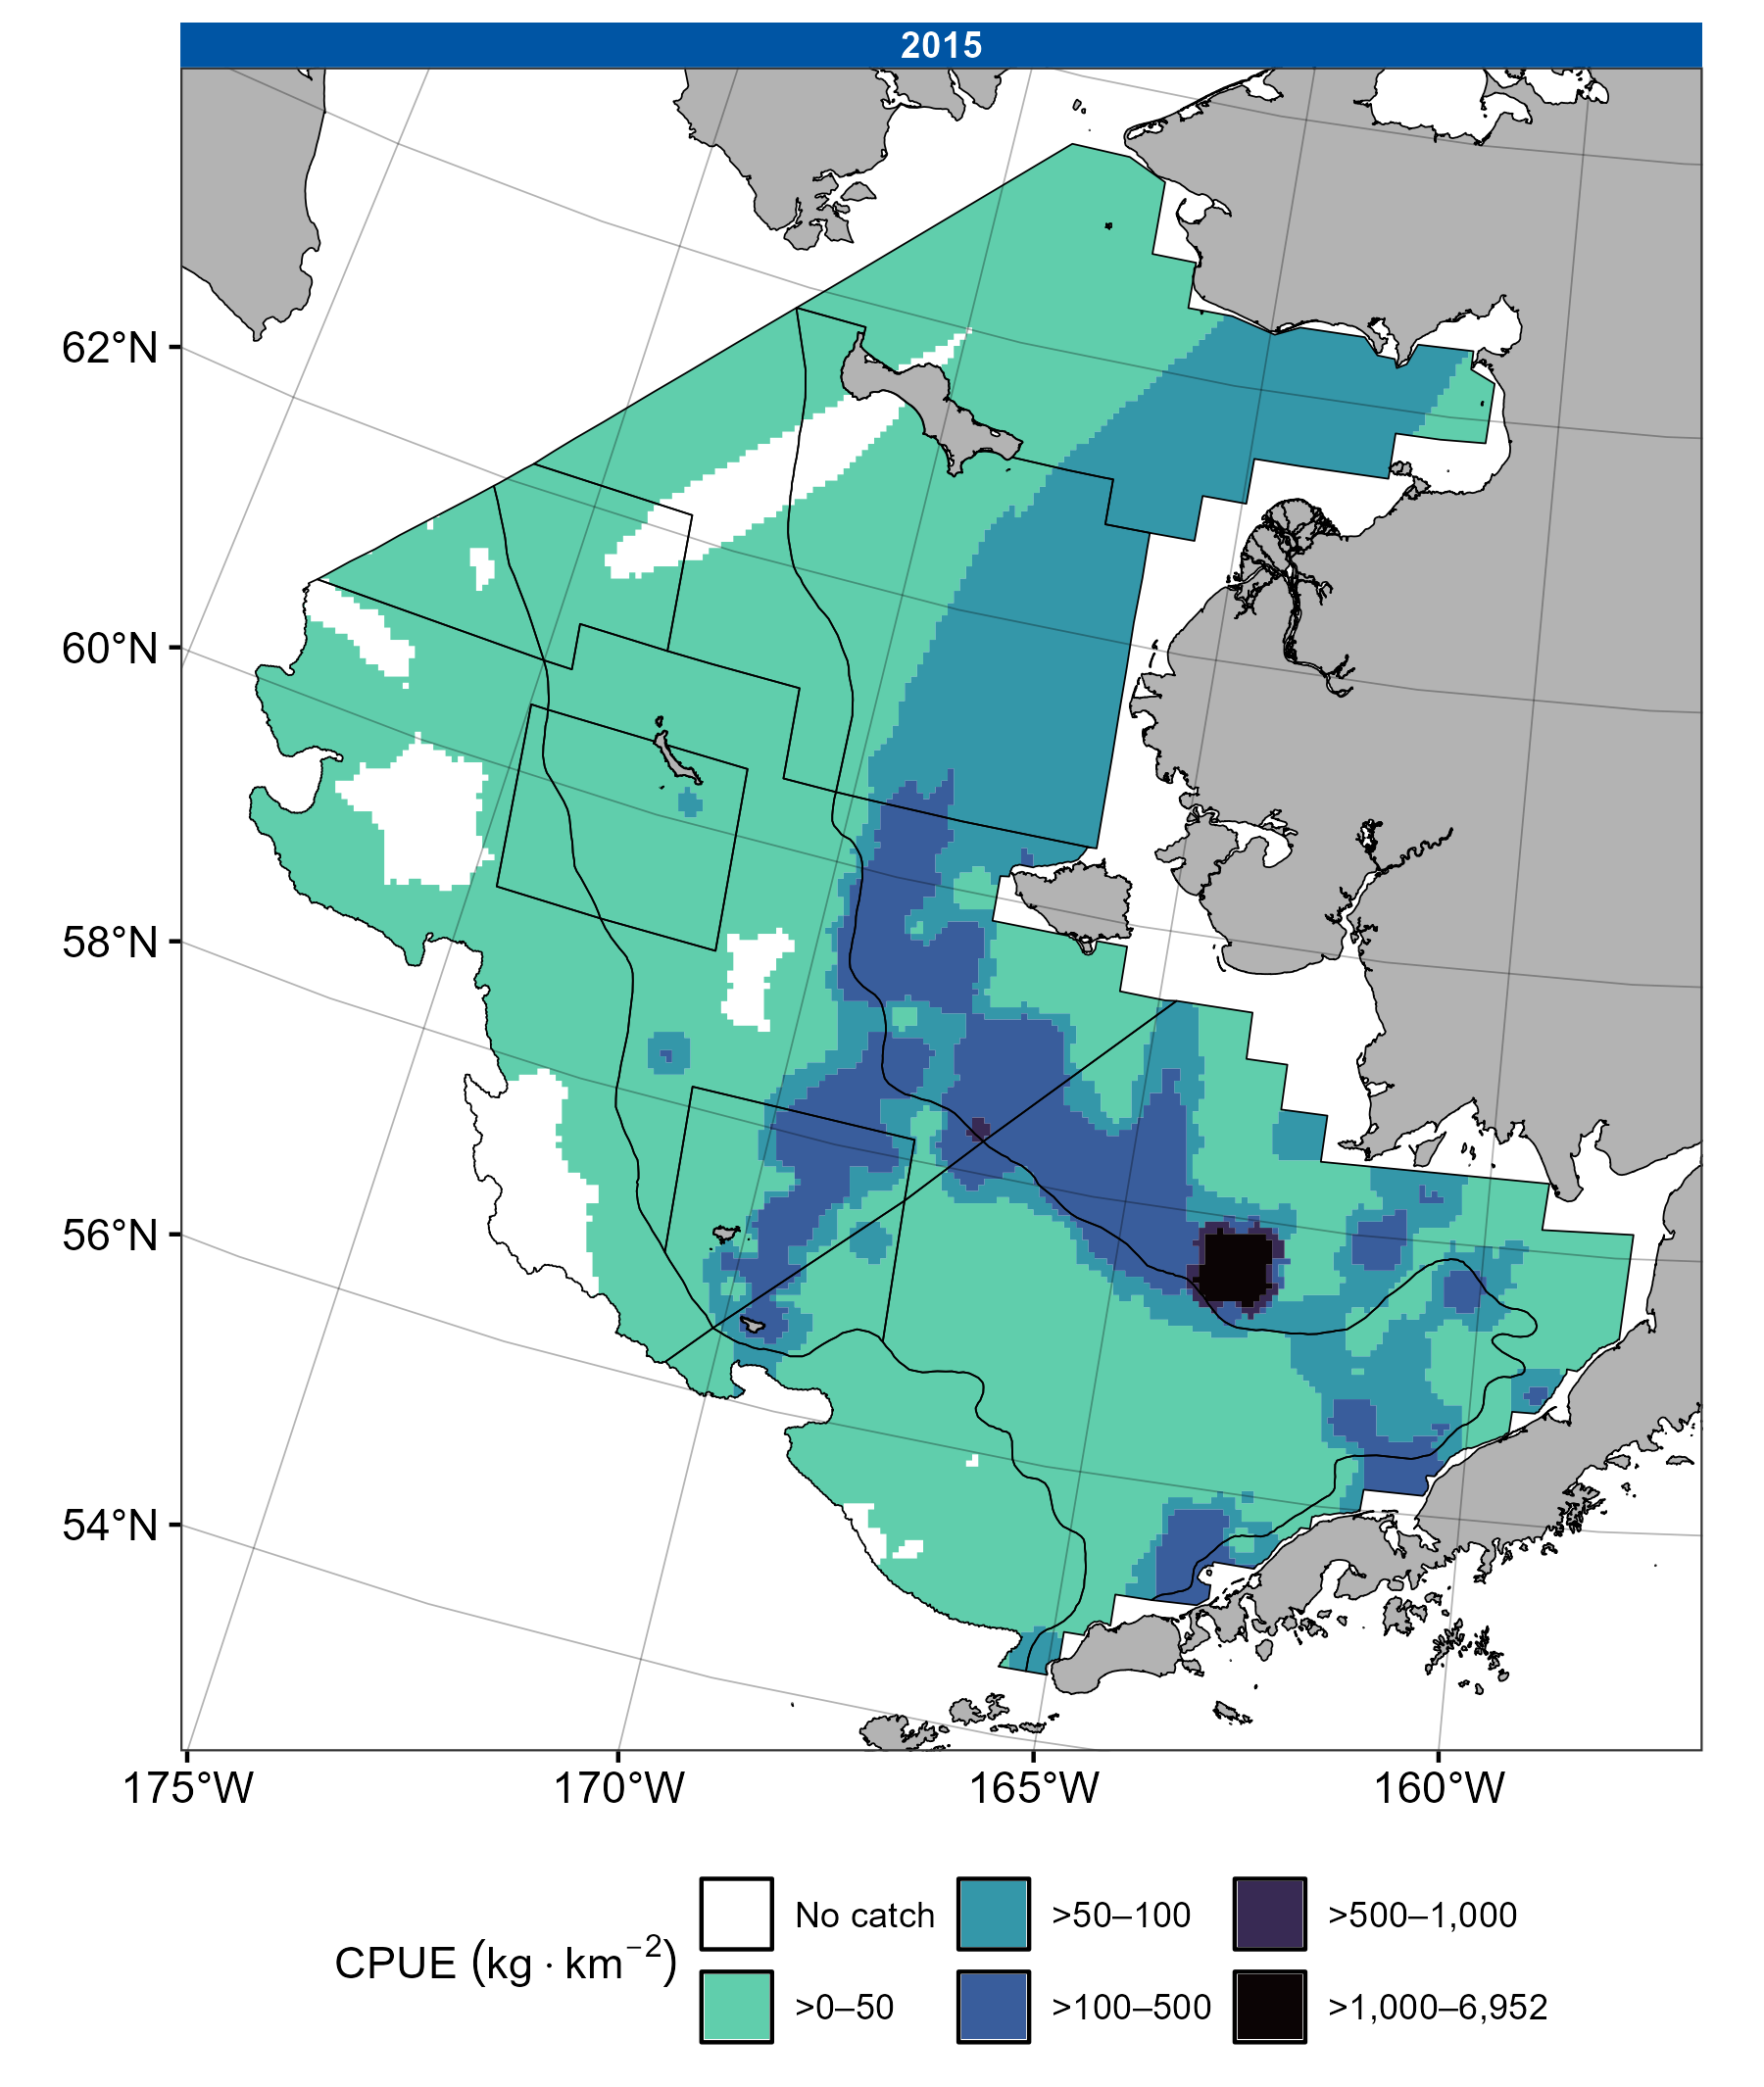 2015
62°N
60°N
58°N
56°N
54°N
175°W 170°W 165°W 160°W
CPUE (kg · km⁻²)
No catch >50–100 >500–1,000
>0–50 >100–500 >1,000–6,952